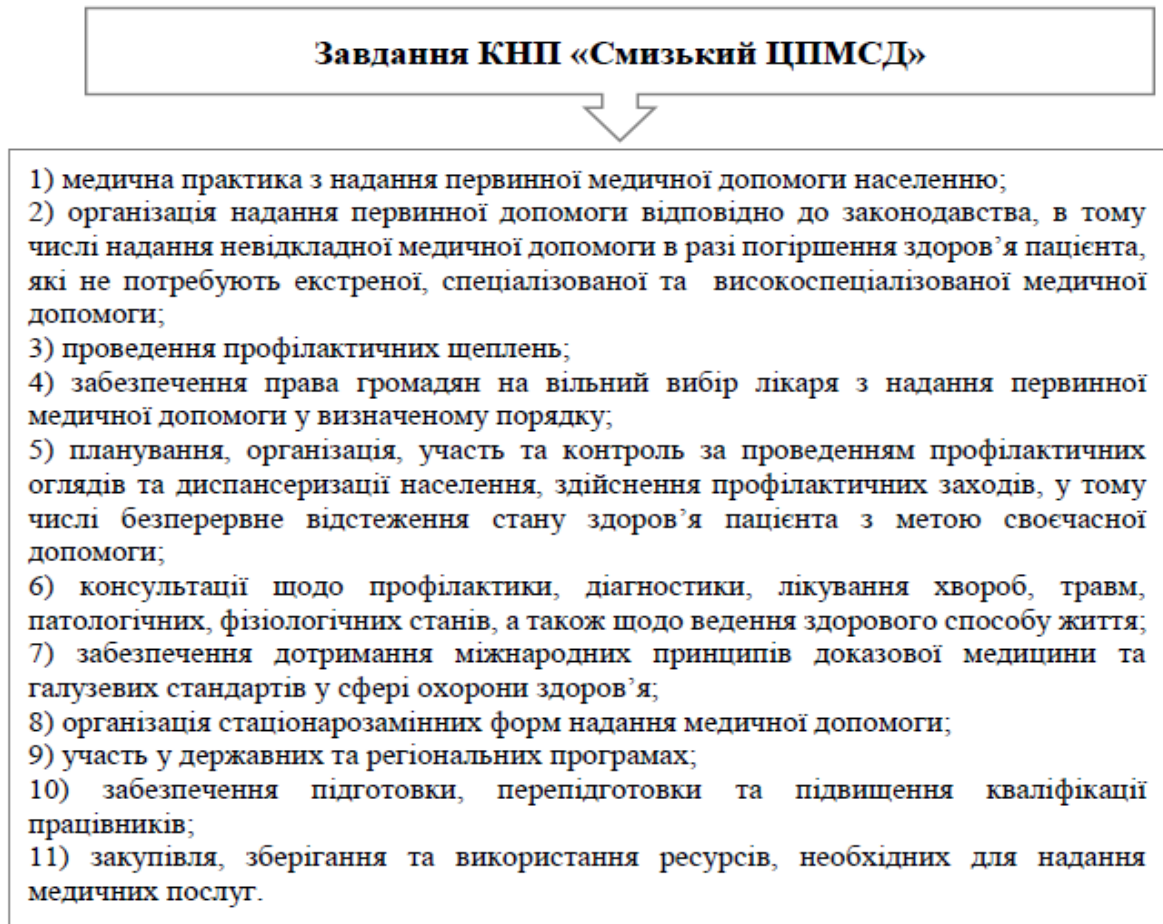 Завдання КНП «Смизький ЦПМСД»
1) медична практика з надання первинної медичної допомоги населенню;
2) організація надання первинної допомоги відповідно до законодавства, в тому
числі надання невідкладної медичної допомоги в разі погіршення здоров’я пацієнта,
які не потребують екстреної, спеціалізованої та високоспеціалізованої медичної
допомоги;
3) проведення профілактичних щеплень;
4) забезпечення права громадян на вільний вибір лікаря з надання первинної
медичної допомоги у визначеному порядку;
5) планування, організація, участь та контроль за проведенням профілактичних
оглядів та диспансеризації населення, здійснення профілактичних заходів, у тому
числі безперервне відстеження стану здоров’я пацієнта з метою своєчасної
допомоги;
6) консультації щодо профілактики, діагностики, лікування хвороб, травм,
патологічних, фізіологічних станів, а також щодо ведення здорового способу життя;
7) забезпечення дотримання міжнародних принципів доказової медицини та
галузевих стандартів у сфері охорони здоров’я;
8) організація стаціонарозамінних форм надання медичної допомоги;
9) участь у державних та регіональних програмах;
10) забезпечення підготовки, перепідготовки та підвищення кваліфікації
працівників;
11) закупівля, зберігання та використання ресурсів, необхідних для надання
медичних послуг.